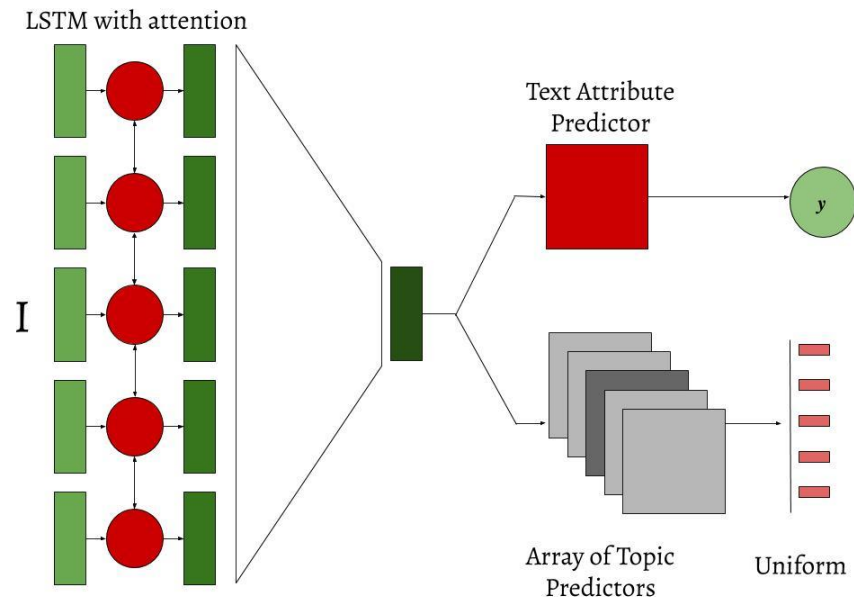 LSTM with attention
Text Attribute
Predictor
y
I
Array of Topic
Predictors
Uniform